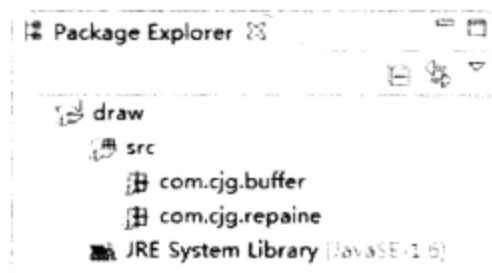 Package Explorer
draw
src
com.cjg.buffer
com.cjg.repaine
JRE System Library [JavaSE-1.6]